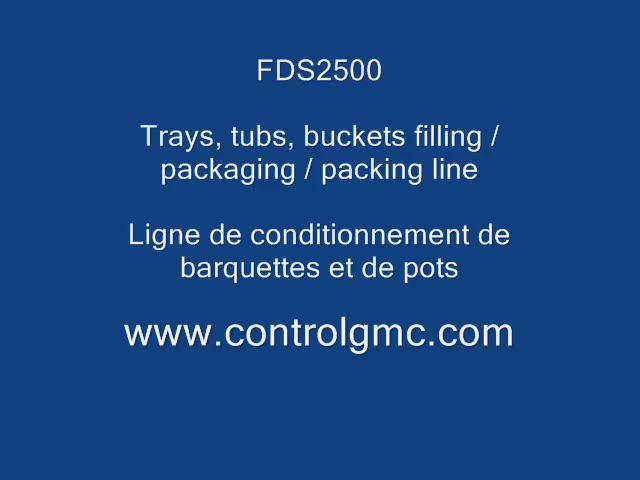 FDS2500
Trays, tubs, buckets filling /
packaging / packing line
Ligne de conditionnement de
barquettes et de pots
www.controlgmc.com